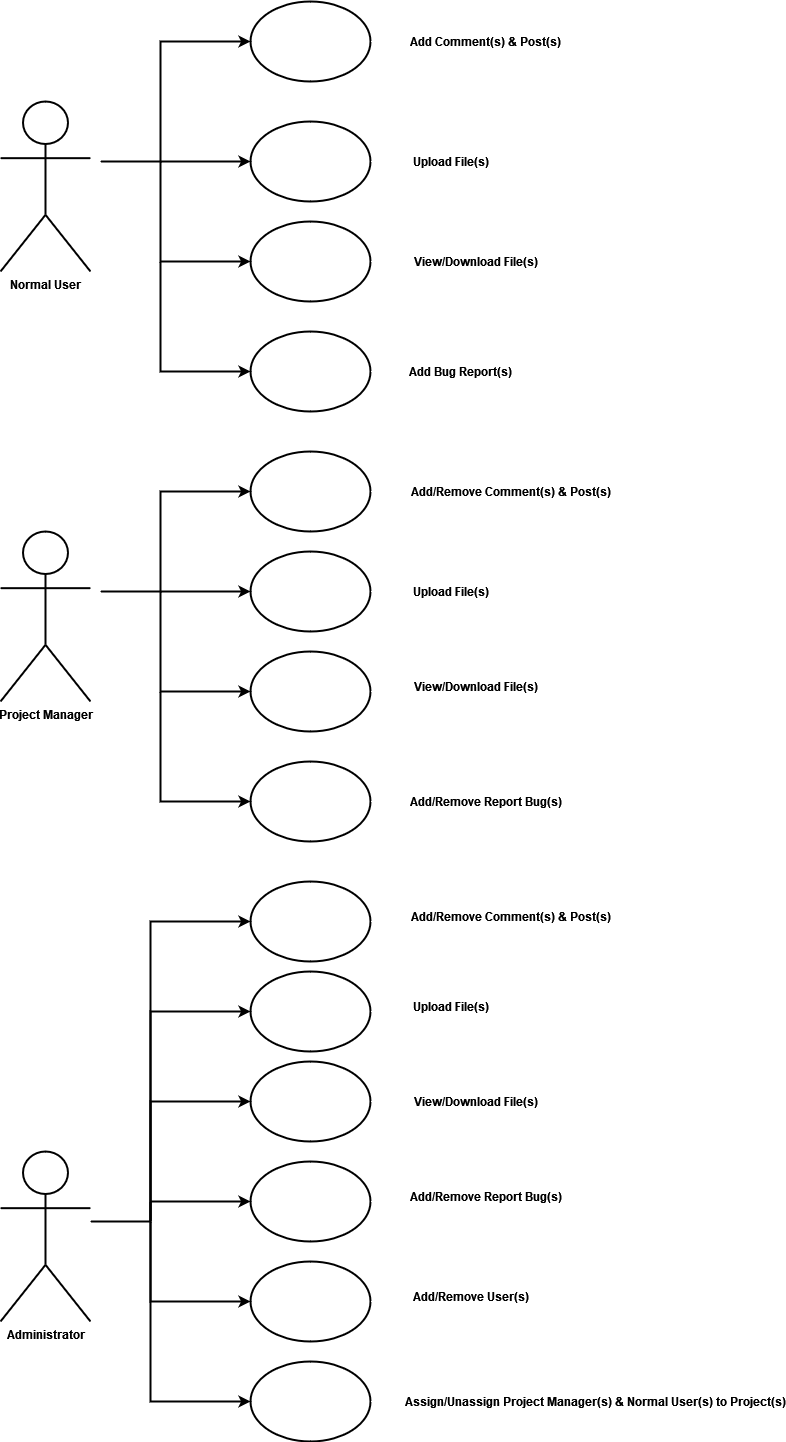 Add Comment(s) & Post(s)
Upload File(s)
View/Download File(s)
Normal User
Add Bug Report(s)
Add/Remove Comment(s) & Post(s)
Upload File(s)
View/Download File(s)
Project Manager
Add/Remove Report Bug(s)
Add/Remove Comment(s) & Post(s)
Upload File(s)
View/Download File(s)
Add/Remove Report Bug(s)
Add/Remove User(s)
Administrator
Assign/Unassign Project Manager(s) & Normal User(s) to Project(s)